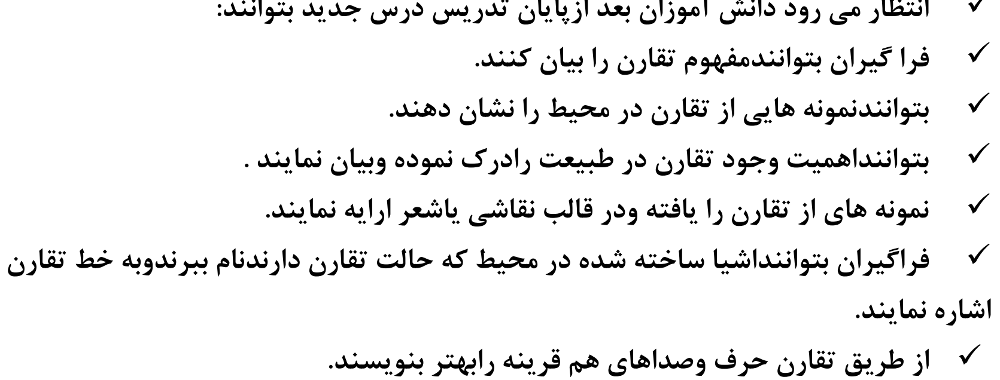 ✓ انتظار می رود دانش آموزان بعد ازپایان تدریس درس جدید بتوانند:
✓ فرا گیران بتوانندمفهوم تقارن را بیان کنند.
✓ بتوانندنمونه هایی از تقارن در محیط را نشان دهند.
✓ بتواننداهمیت وجود تقارن در طبیعت رادرک نموده وبیان نمایند .
✓ نمونه های از تقارن را یافته ودر قالب نقاشی یاشعر ارایه نمایند.
✓ فراگیران بتواننداشیا ساخته شده در محیط که حالت تقارن دارندنام ببرندوبه خط تقارن
اشاره نمایند.
✓ از طریق تقارن حرف وصداهای هم قرینه رابهتر بنویسند.